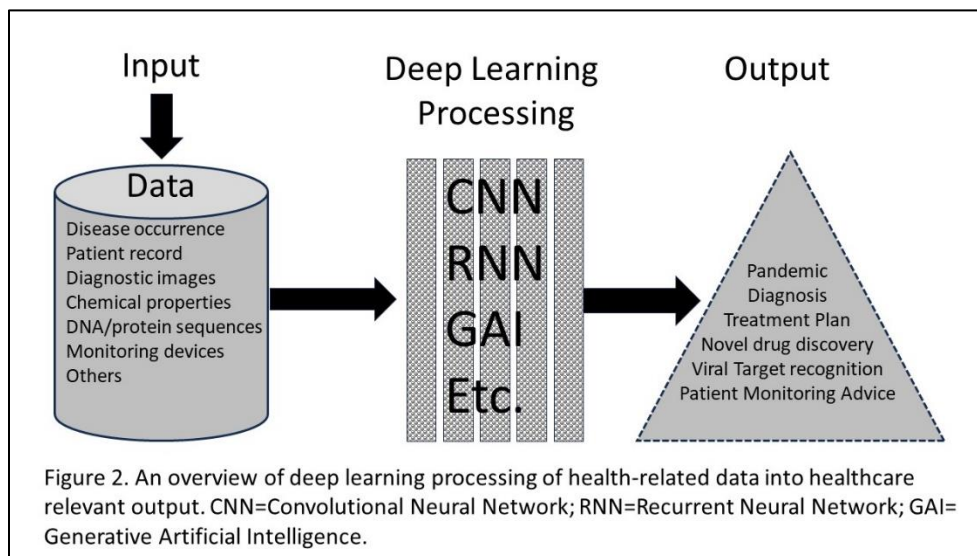 Input
Deep Learning
Processing
Output
Data
Disease occurrence
Patient record
Diagnostic images
Chemical properties
DNA/protein sequences
Monitoring devices
Others
CNN
RNN
GAI
Etc.
Pandemic
Diagnosis
Treatment Plan
Novel drug discovery
Viral Target recognition
Patient Monitoring Advice
Figure 2. An overview of deep learning processing of health-related data into healthcare
relevant output. CNN=Convolutional Neural Network; RNN=Recurrent Neural Network; GAI=
Generative Artificial Intelligence.